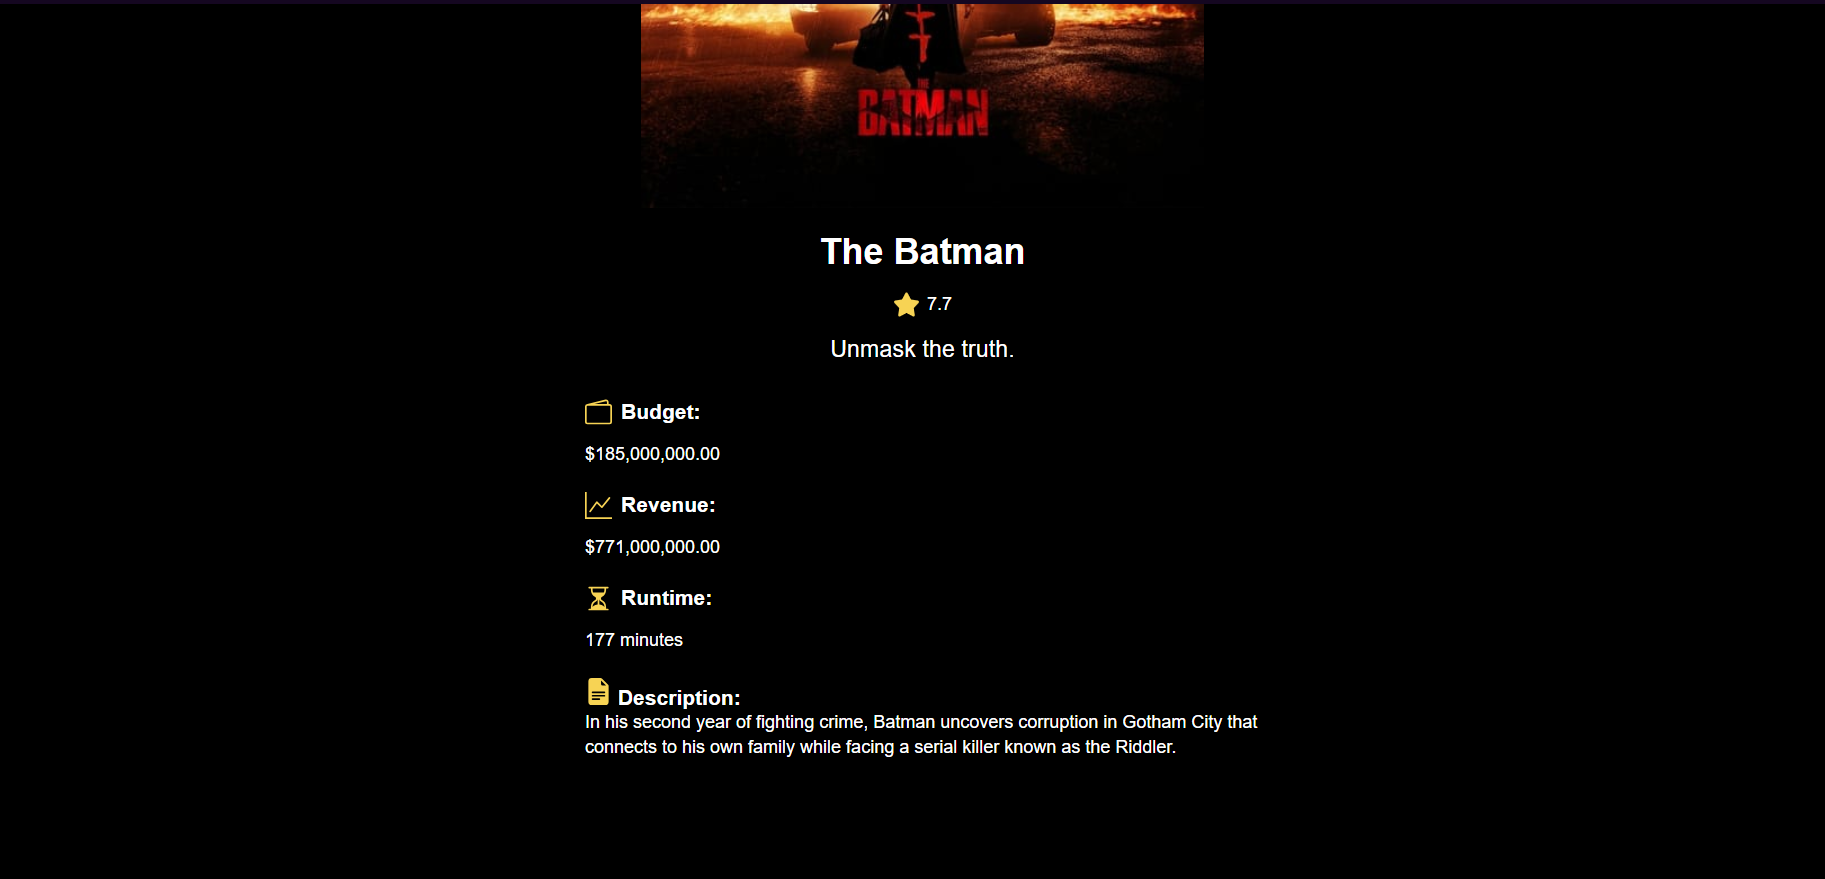 THE
BATMAN
The Batman
7.7
Unmask the truth.
Budget:
$185,000,000.00
Revenue:
$771,000,000.00
Runtime:
177 minutes
Description:
In his second year of fighting crime, Batman uncovers corruption in Gotham City that
connects to his own family while facing a serial killer known as the Riddler.